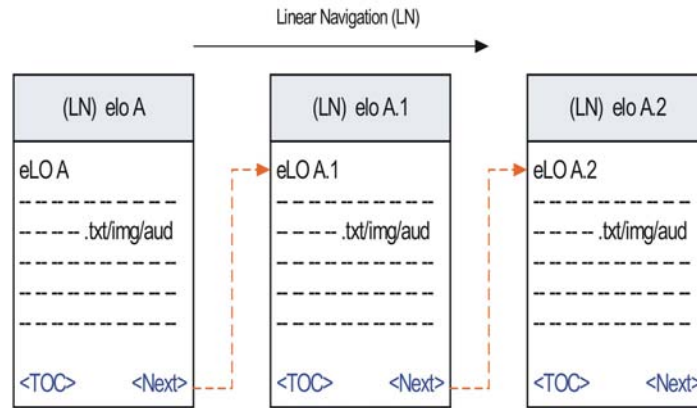 Linear Navigation (LN)
(LN) elo A
eLO A
.txt/img/aud
<TOC> <Next>
(LN) elo A.1
eLO A.1
.txt/img/aud
<TOC> <Next>
(LN) elo A.2
eLO A.2
.txt/img/aud
<TOC> <Next>